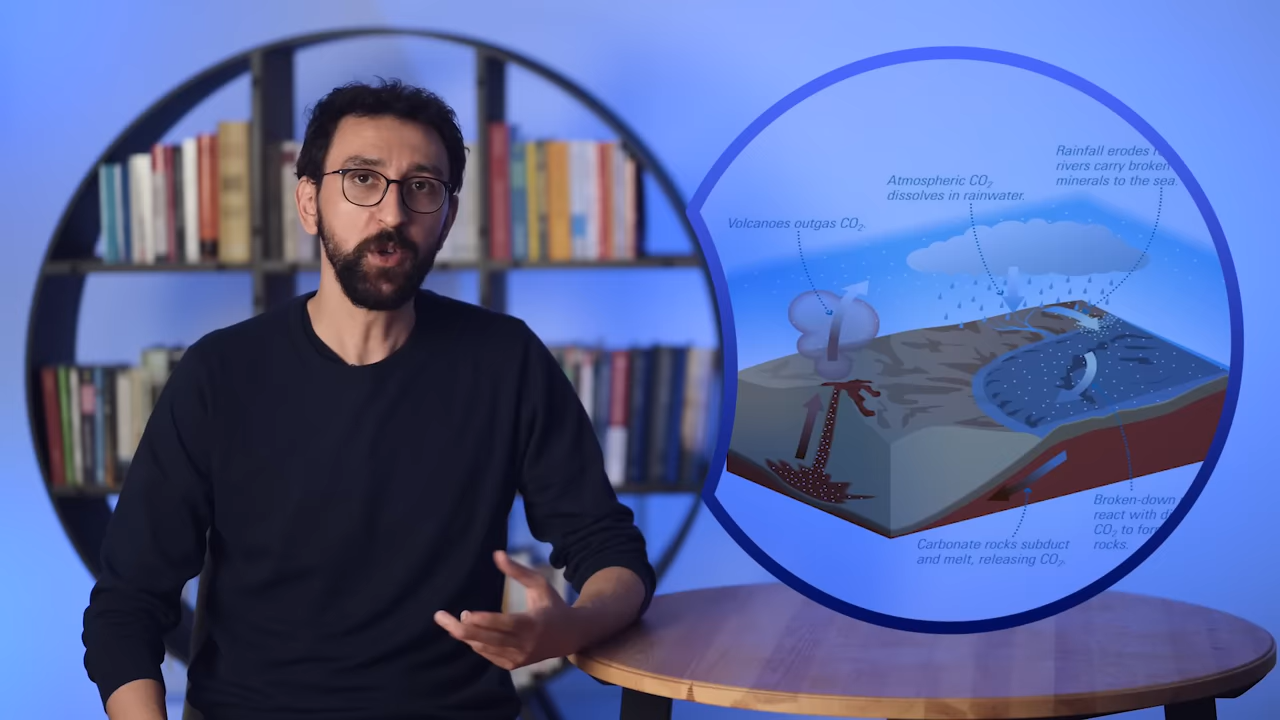 Rainfall erodes
rivers carry broken
minerals to the sea.
Atmospheric CO₂
dissolves in rainwater.
Volcanoes outgas CO₂.
Broken-down
react with
CO₂ to
rocks.
Carbonate rocks subduct
and melt, releasing CO₂.